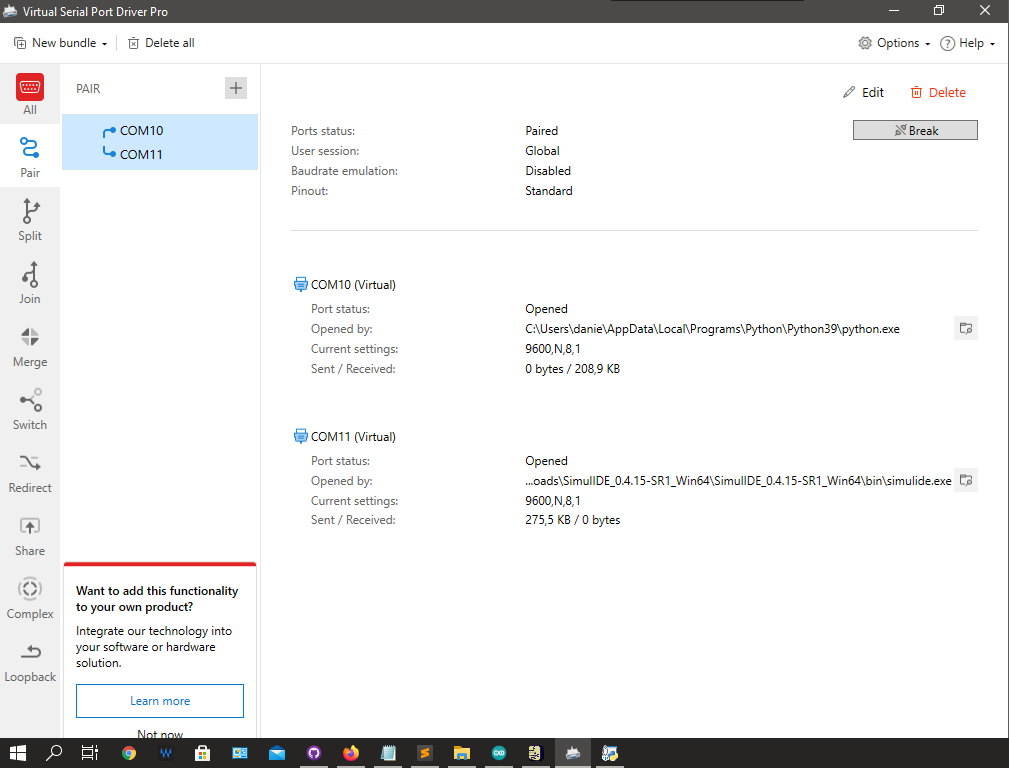 Virtual Serial Port Driver Pro
New bundle
Delete all
Options
Help
All
Pair
Split
Join
Merge
Switch
Redirect
Share
Complex
Loopback
PAIR
COM10
COM11
Want to add this functionality
to your own product?
Integrate our technology into
your software or hardware
solution.
Learn more
Not now
Edit
Delete
Ports status: Paired
Break
User session: Global
Baudrate emulation: Disabled
Pinout: Standard
COM10 (Virtual)
Port status: Opened
Opened by: C:\Users\danie\AppData\Local\Programs\Python\Python39\python.exe
Current settings: 9600,N,8,1
Sent / Received: 0 bytes / 208,9 KB
COM11 (Virtual)
Port status: Opened
Opened by: ...oads\SimulIDE_0.4.15-SR1_Win64\SimulIDE_0.4.15-SR1_Win64\bin\simulide.exe
Current settings: 9600,N,8,1
Sent / Received: 275,5 KB / 0 bytes